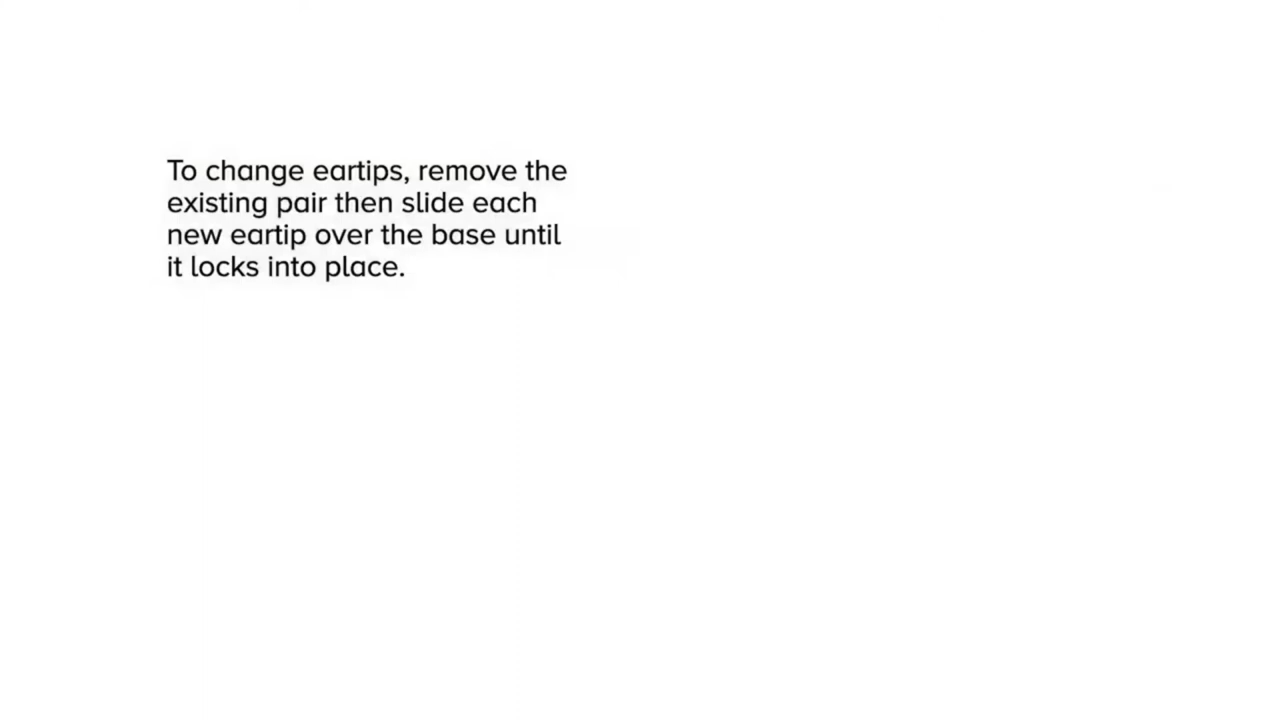 To change eartips, remove the
existing pair then slide each
new eartip over the base until
it locks into place.